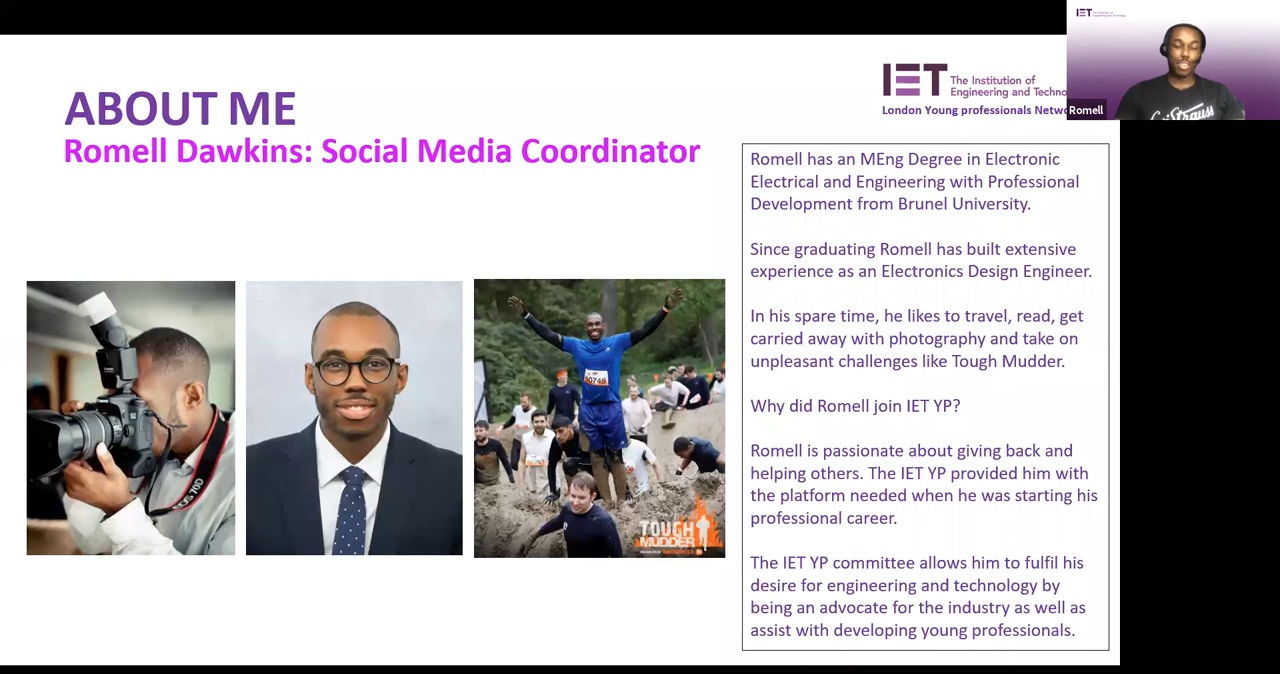 IET
The Institution of
Engineering and Techno
London Young professionals Netw
IET
Romell
ABOUT ME
Romell Dawkins: Social Media Coordinator
Canon
EOS 70D
TOUGH
MUDDER
Romell has an MEng Degree in Electronic
Electrical and Engineering with Professional
Development from Brunel University.
Since graduating Romell has built extensive
experience as an Electronics Design Engineer.
In his spare time, he likes to travel, read, get
carried away with photography and take on
unpleasant challenges like Tough Mudder.
Why did Romell join IET YP?
Romell is passionate about giving back and
helping others. The IET YP provided him with
the platform needed when he was starting his
professional career.
The IET YP committee allows him to fulfil his
desire for engineering and technology by
being an advocate for the industry as well as
assist with developing young professionals.